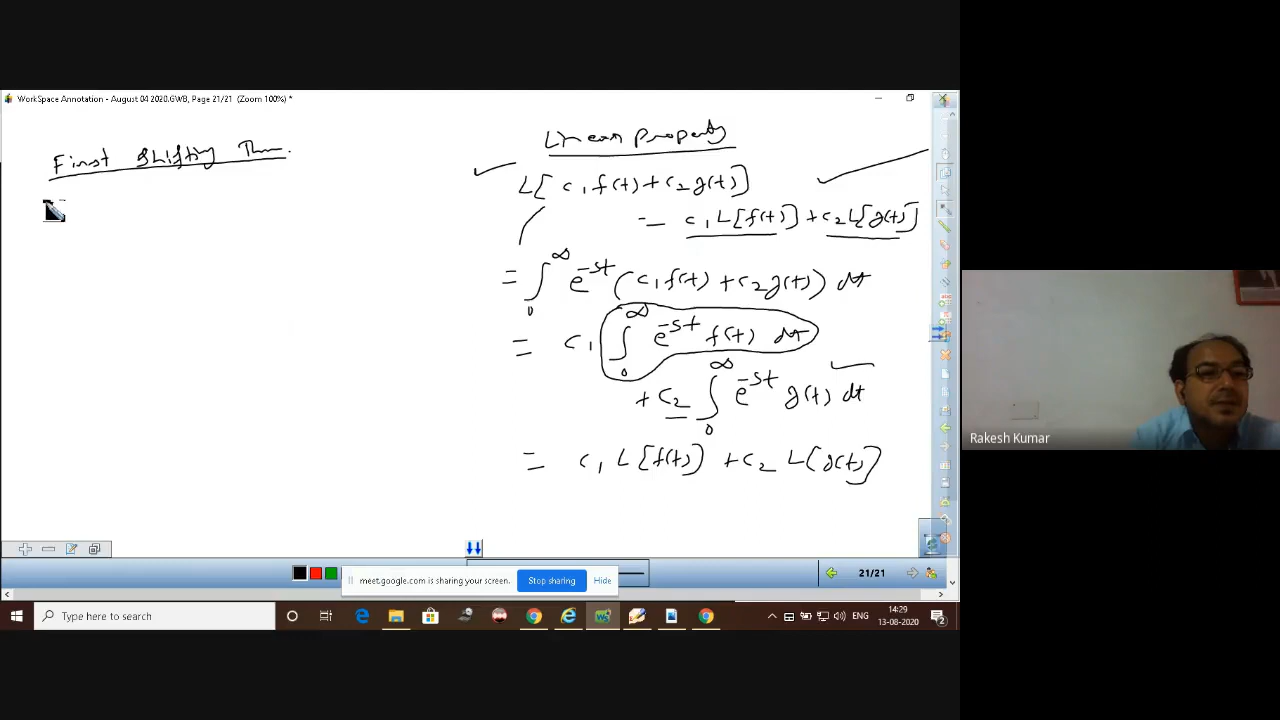 WorkSpace Annotation - August 04 2020.GWB, Page 21/21 (Zoom 100%) *
First Shifting Thm.
Linear Property
L[ c₁f(t) + c₂g(t) ]
= c₁L[f(t)] + c₂L[g(t)]
= ∫₀^∞ e^{-st} (c₁f(t) + c₂g(t)) dt
= c₁ ∫₀^∞ e^{-st} f(t) dt
+ c₂ ∫₀^∞ e^{-st} g(t) dt
= c₁ L[f(t)] + c₂ L[g(t)]
Rakesh Kumar
meet.google.com is sharing your screen. Stop sharing Hide
21/21
Type here to search
ENG
14:29
13-08-2020
2